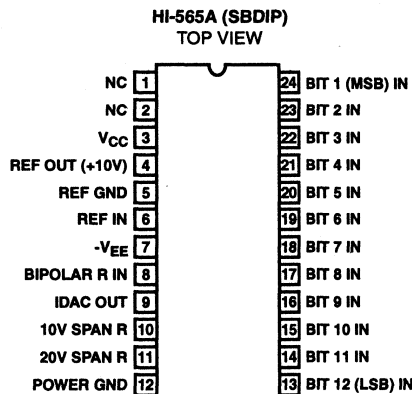 HI-565A (SBDIP)
TOP VIEW
NC 1 24 BIT 1 (MSB) IN
NC 2 23 BIT 2 IN
VCC 3 22 BIT 3 IN
REF OUT (+10V) 4 21 BIT 4 IN
REF GND 5 20 BIT 5 IN
REF IN 6 19 BIT 6 IN
-VEE 7 18 BIT 7 IN
BIPOLAR R IN 8 17 BIT 8 IN
IDAC OUT 9 16 BIT 9 IN
10V SPAN R 10 15 BIT 10 IN
20V SPAN R 11 14 BIT 11 IN
POWER GND 12 13 BIT 12 (LSB) IN